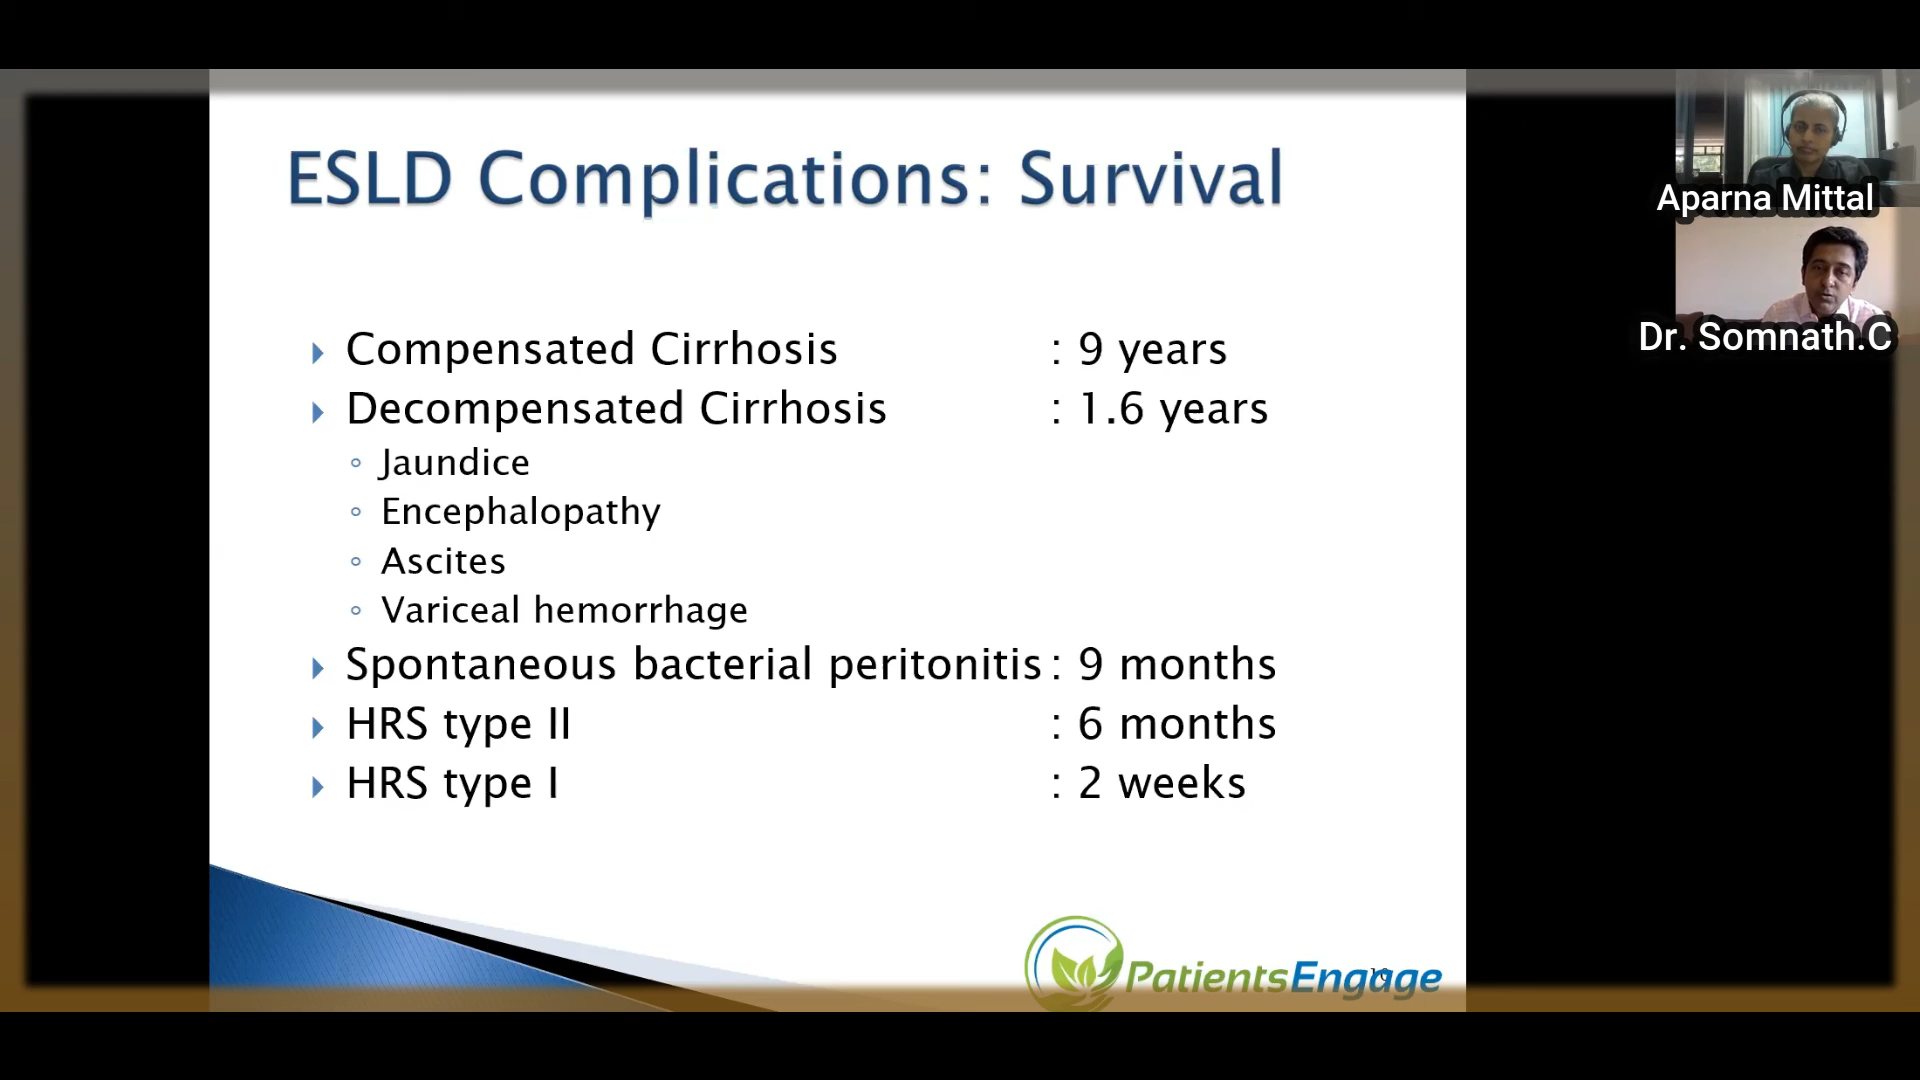 ESLD Complications: Survival
Compensated Cirrhosis : 9 years
Decompensated Cirrhosis : 1.6 years
Jaundice
Encephalopathy
Ascites
Variceal hemorrhage
Spontaneous bacterial peritonitis : 9 months
HRS type II : 6 months
HRS type I : 2 weeks
PatientsEngage
Aparna Mittal
Dr. Somnath.C